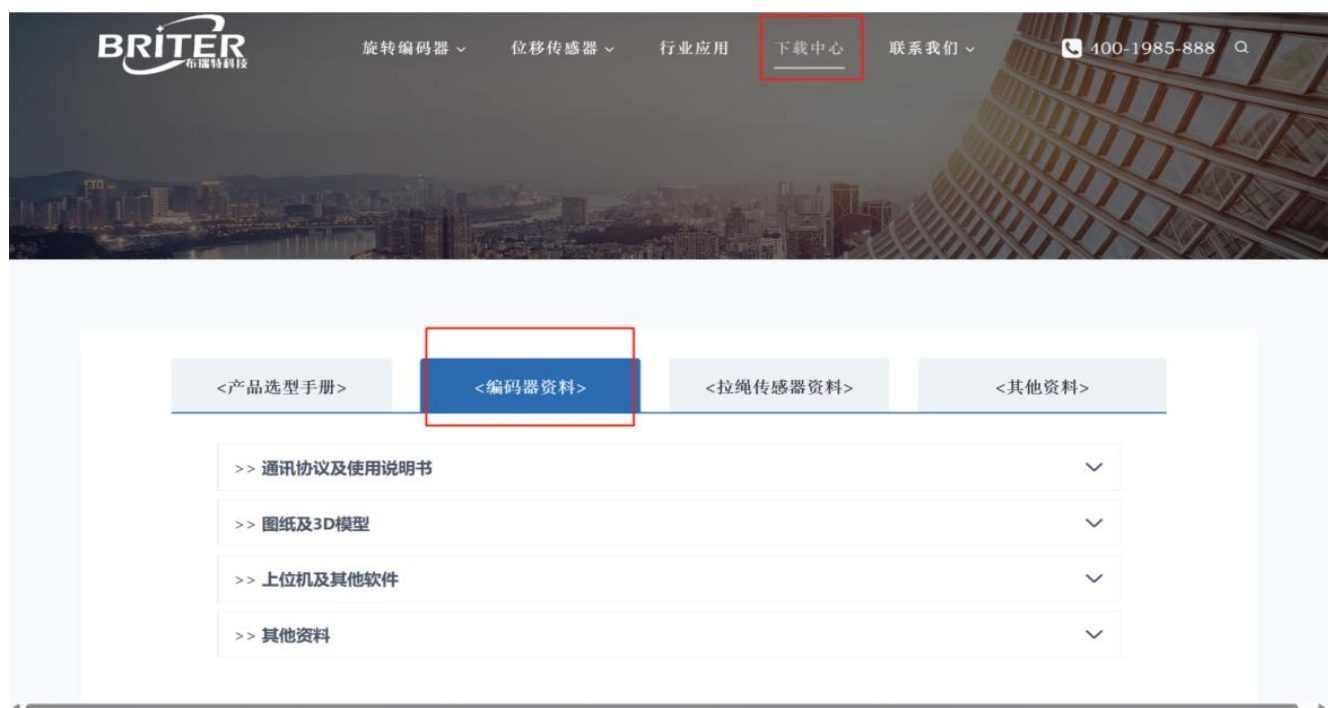 BRITER
布瑞特科技
旋转编码器 位移传感器 行业应用 下载中心 联系我们 400-1985-888
<产品选型手册> <编码器资料> <拉绳传感器资料> <其他资料>
>> 通讯协议及使用说明书
>> 图纸及3D模型
>> 上位机及其他软件
>> 其他资料